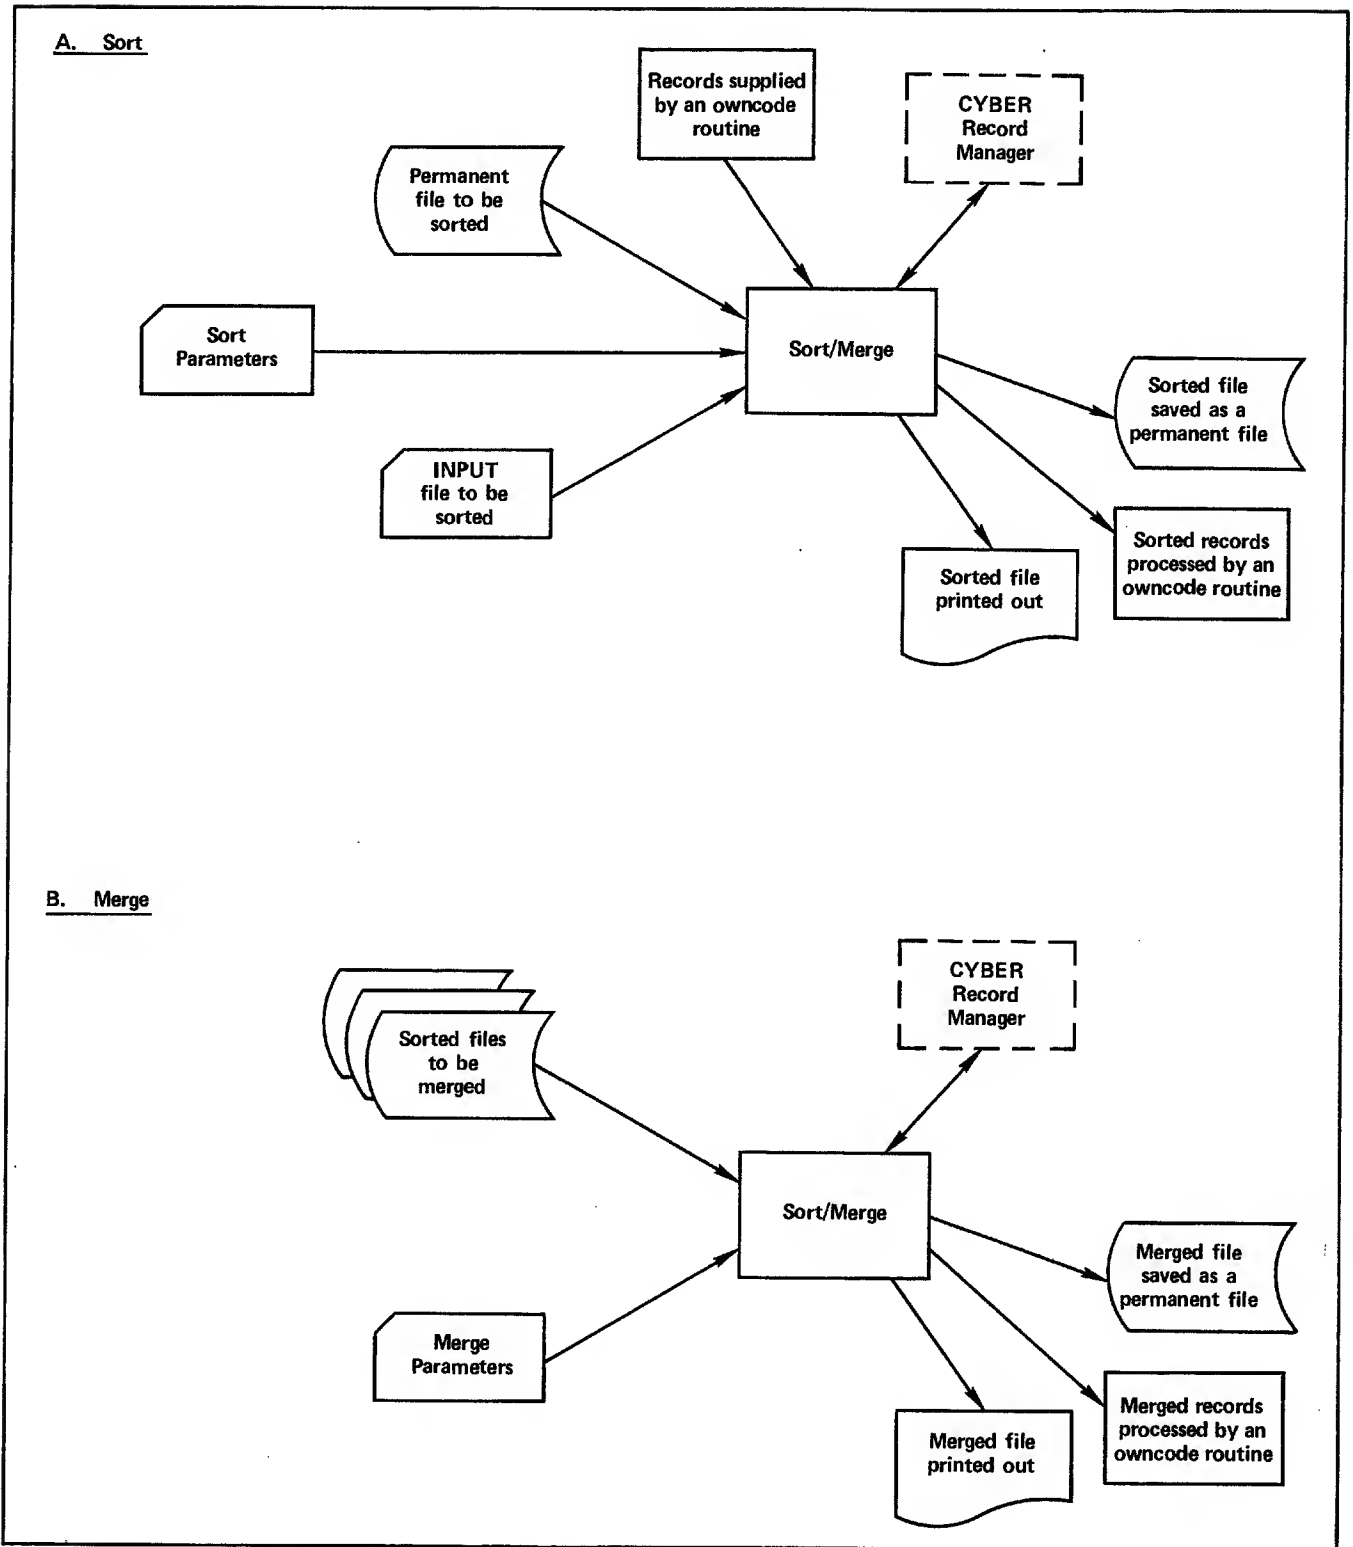 A. Sort
Records supplied
by an owncode
routine
CYBER
Record
Manager
Permanent
file to be
sorted
Sort
Parameters
Sort/Merge
INPUT
file to be
sorted
Sorted file
saved as a
permanent file
Sorted records
processed by an
owncode routine
Sorted file
printed out
B. Merge
CYBER
Record
Manager
Sorted files
to be
merged
Sort/Merge
Merged file
saved as a
permanent file
Merge
Parameters
Merged records
processed by an
owncode routine
Merged file
printed out